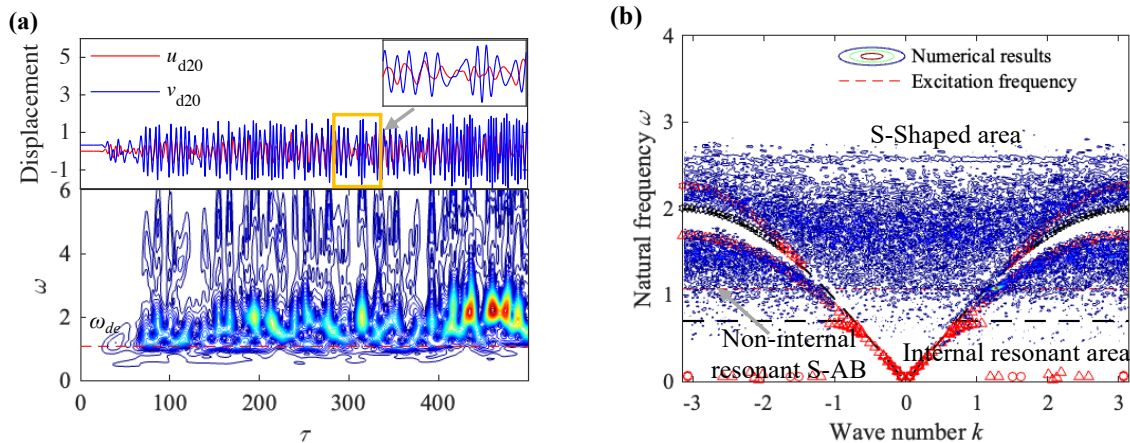 (a)
u_d20
v_d20
Displacement
5
3
1
-1
6
4
2
0
ω
ω_de
0
100
200
300
400
τ
(b)
4
3
2
1
0
Natural frequency ω
Numerical results
Excitation frequency
S-Shaped area
Non-internal
resonant S-AB
Internal resonant area
-3
-2
-1
0
1
2
3
Wave number k